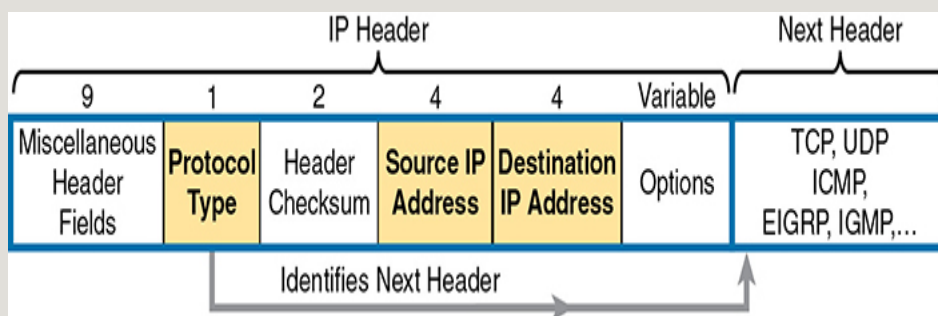 IP Header
Next Header
9
1
2
4
4
Variable
Miscellaneous
Header
Fields
Protocol
Type
Header
Checksum
Source IP
Address
Destination
IP Address
Options
TCP, UDP
ICMP,
EIGRP, IGMP,...
Identifies Next Header